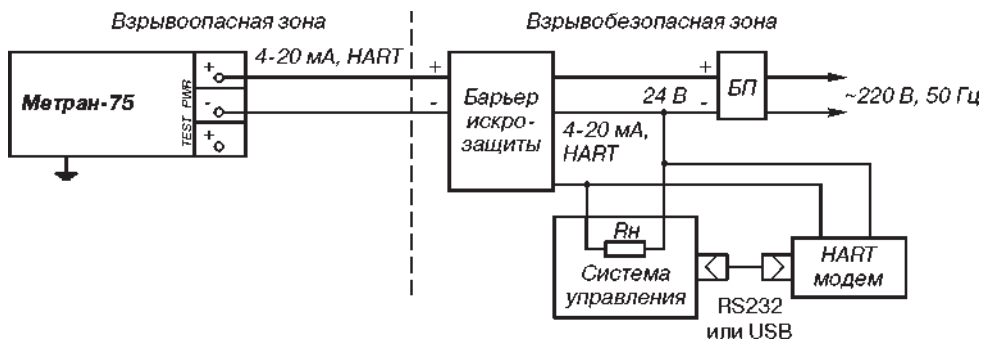 Взрывоопасная зона
Взрывобезопасная зона
4-20 мА, HART
Метран-75
+
-
+
TEST PWR
+
-
Барьер
искро-
защиты
+
24 В
-
БП
~220 В, 50 Гц
4-20 мА,
HART
Rн
Система
управления
HART
модем
RS232
или USB